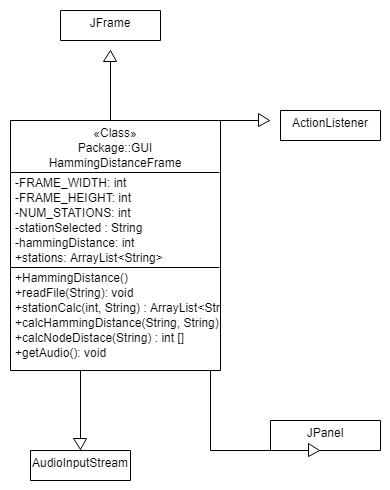 JFrame
ActionListener
«Class»
Package::GUI
HammingDistanceFrame
-FRAME_WIDTH: int
-FRAME_HEIGHT: int
-NUM_STATIONS: int
-stationSelected : String
-hammingDistance: int
+stations: ArrayList<String>
+HammingDistance()
+readFile(String): void
+stationCalc(int, String) : ArrayList<Str
+calcHammingDistance(String, String)
+calcNodeDistace(String) : int []
+getAudio(): void
JPanel
AudioInputStream